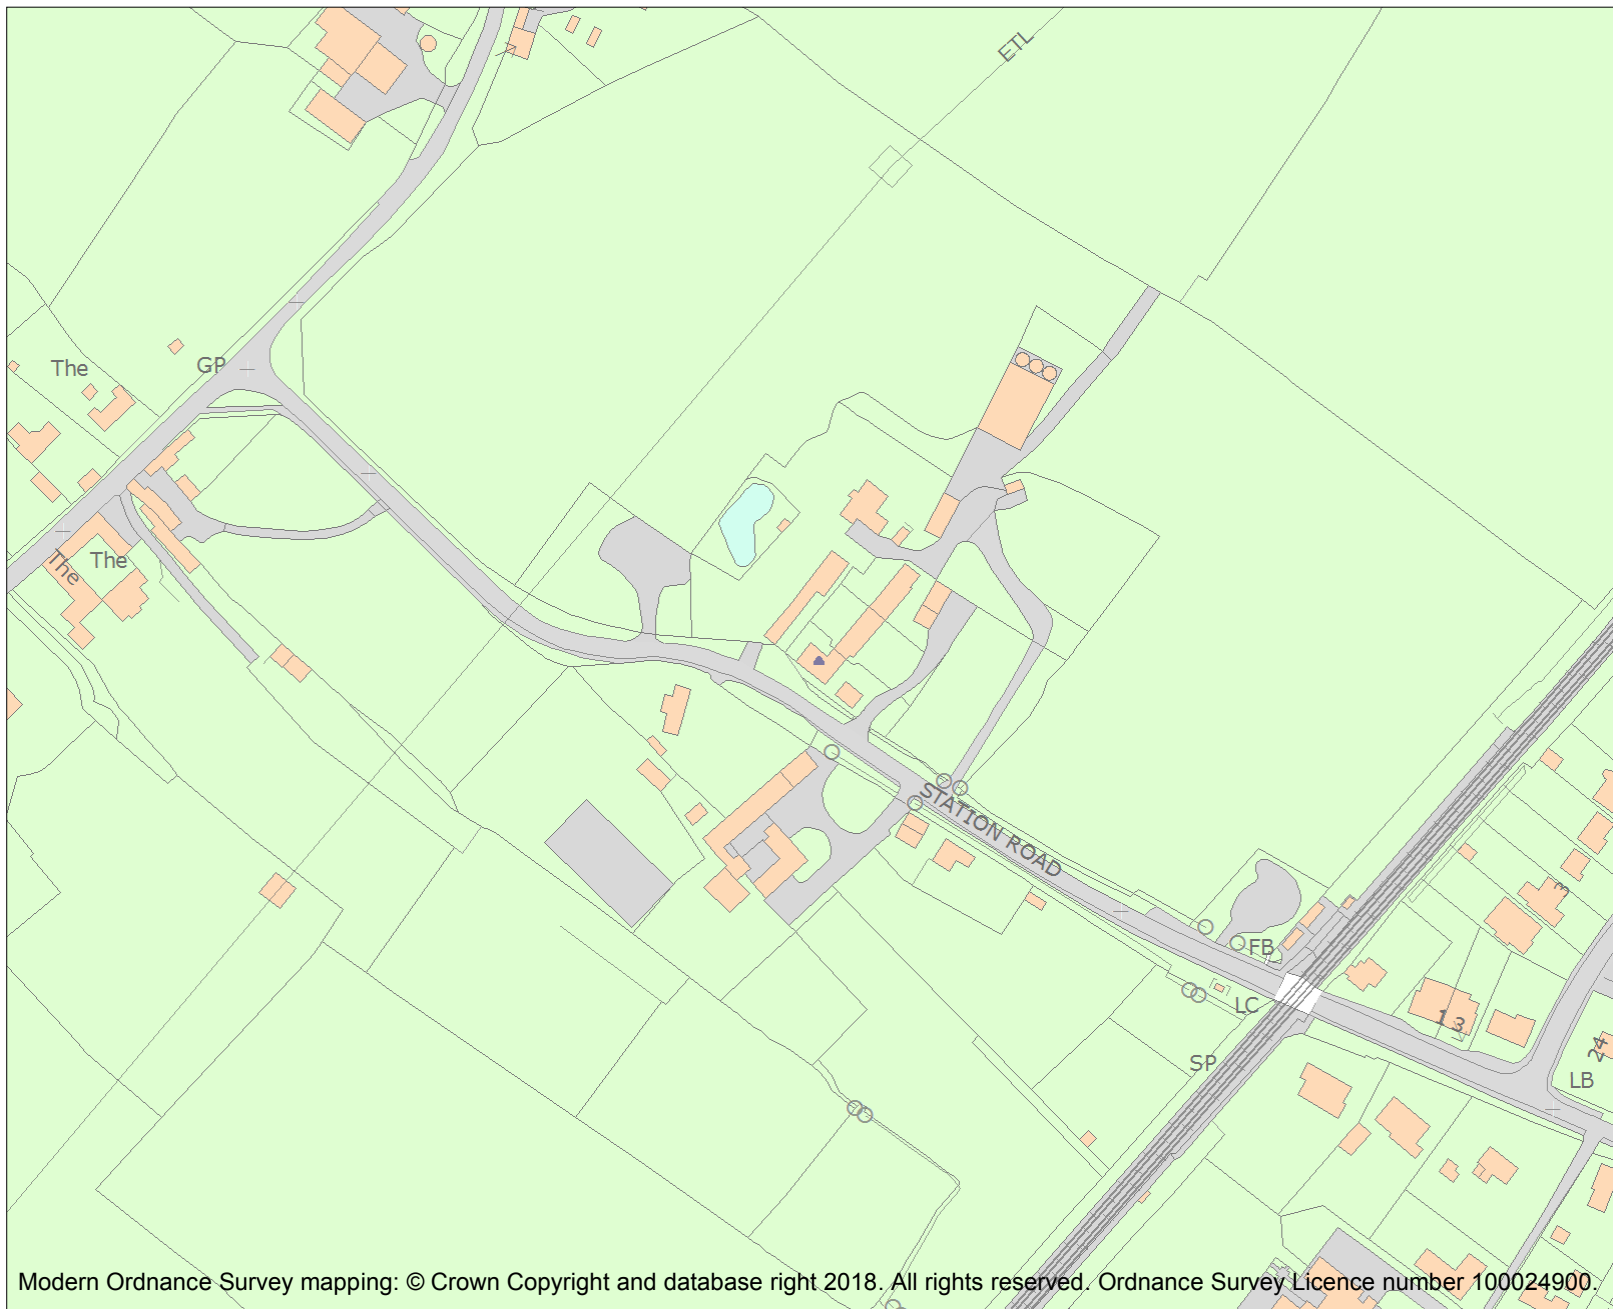 ETL
The
GP
The
The
STATION ROAD
3
FB
LC
1 3
24
SP
LB
Modern Ordnance Survey mapping: © Crown Copyright and database right 2018. All rights reserved. Ordnance Survey Licence number 100024900.